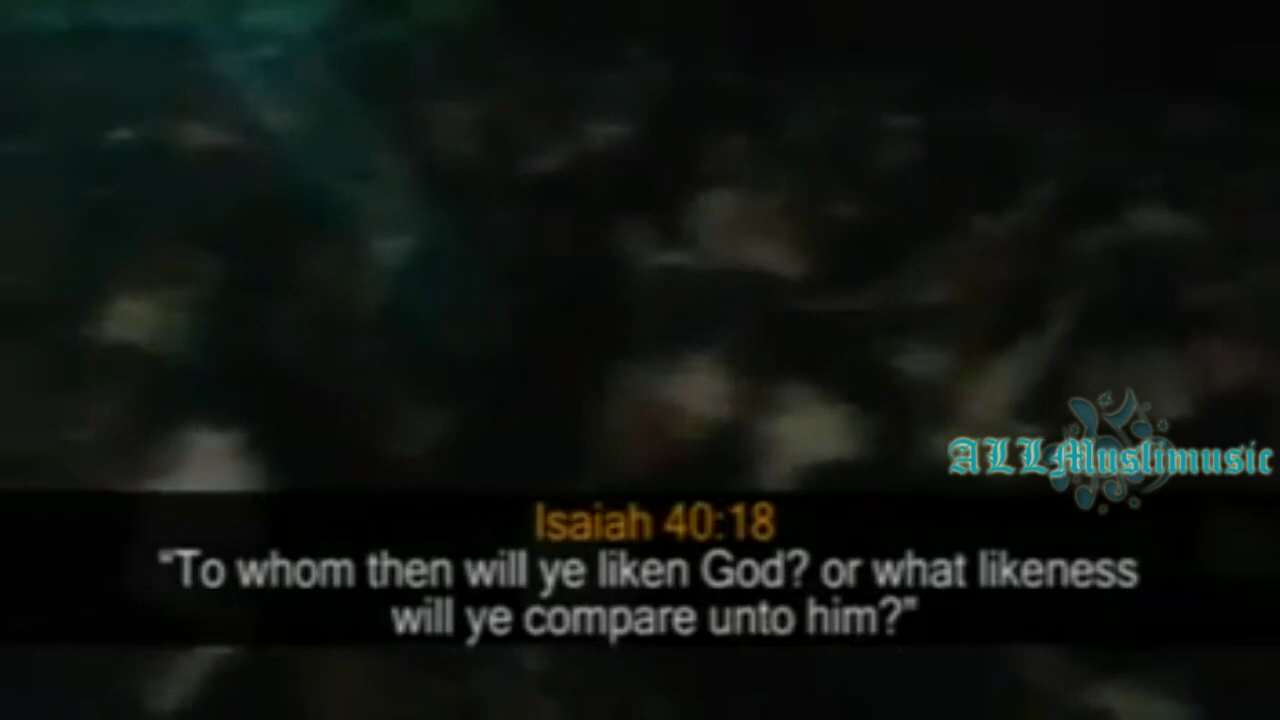 ALLMuslimusic
Isaiah 40:18
"To whom then will ye liken God? or what likeness
will ye compare unto him?"